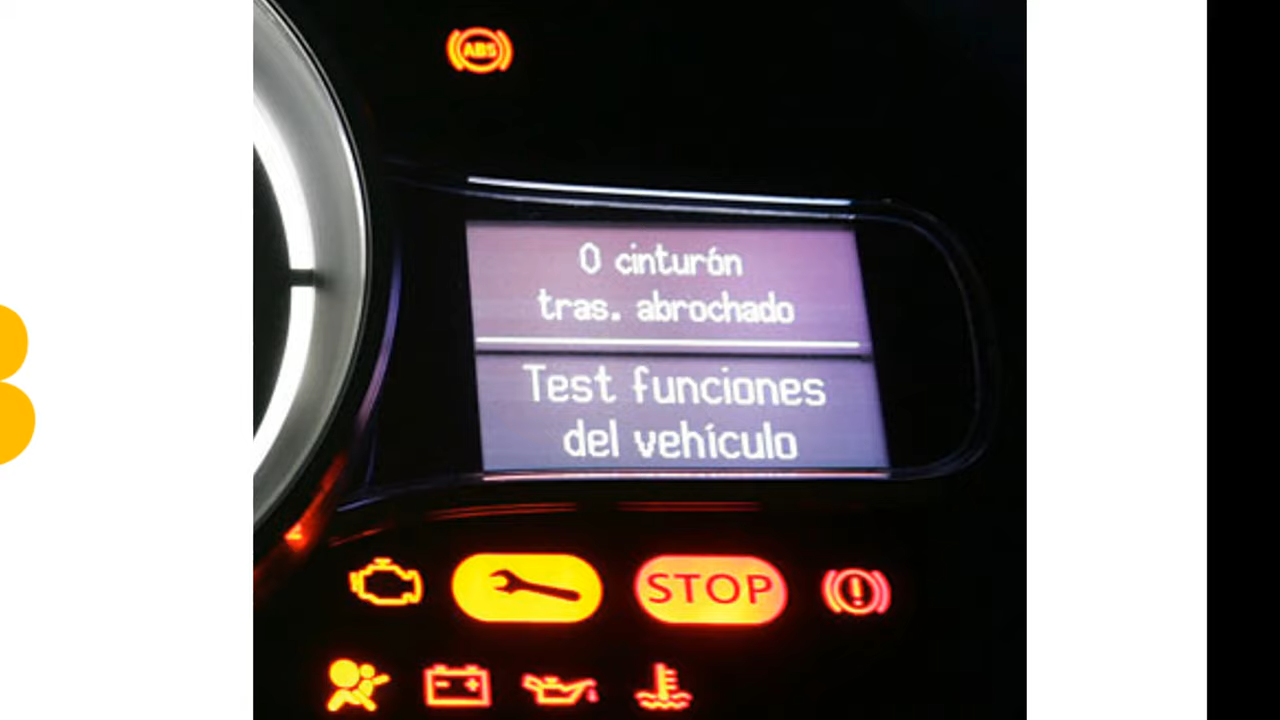 ABS
0 cinturón
tras. abrochado
Test funciones
del vehículo
STOP